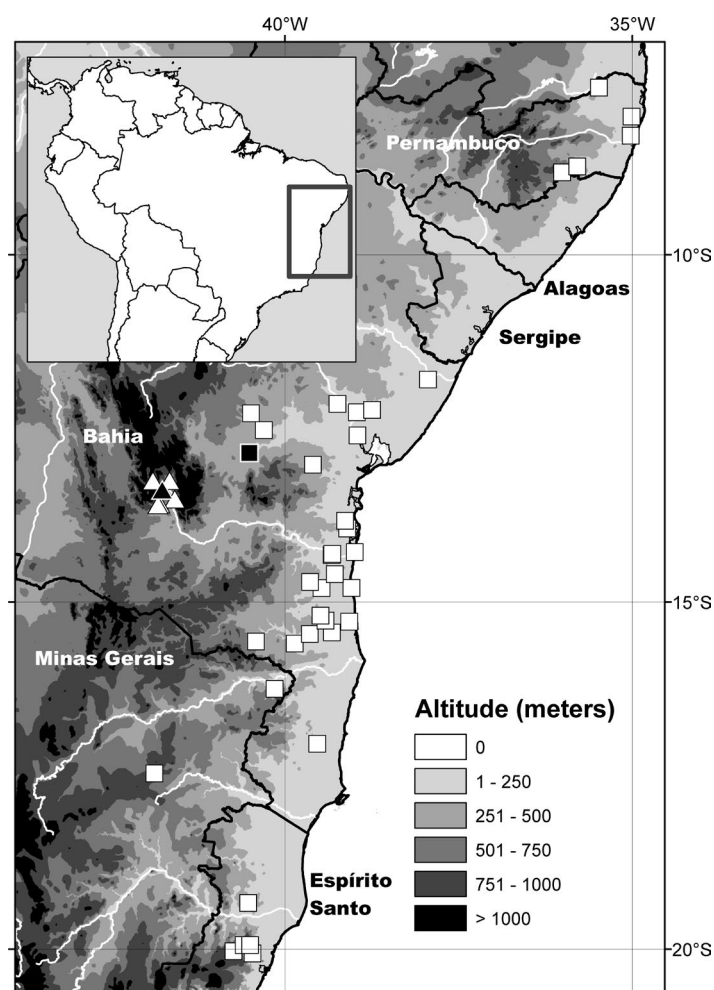 40°W
35°W
Pernambuco
10°S
Alagoas
Sergipe
Bahia
15°S
Minas Gerais
Altitude (meters)
0
1 - 250
251 - 500
501 - 750
751 - 1000
> 1000
Espírito
Santo
20°S